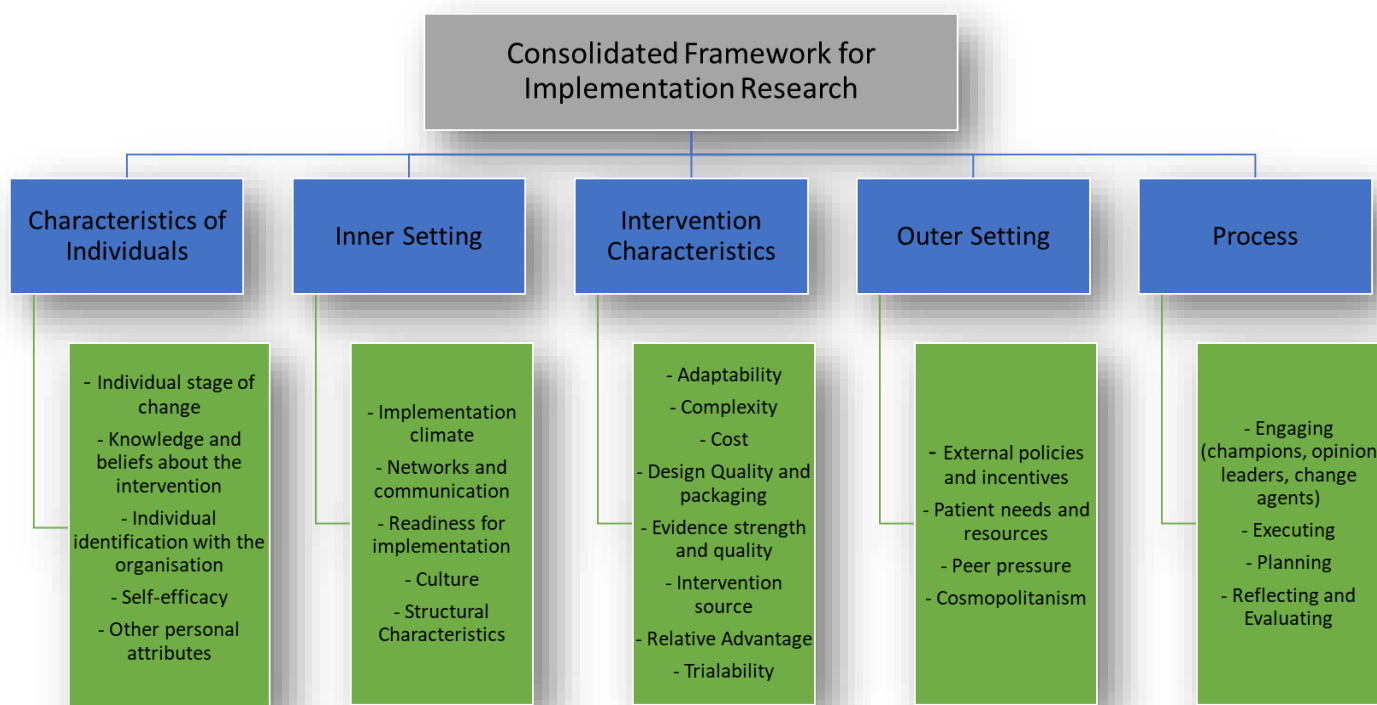 Consolidated Framework for
Implementation Research
Characteristics of
Individuals
Inner Setting
Intervention
Characteristics
Outer Setting
Process
- Individual stage of
change
- Knowledge and
beliefs about the
intervention
- Individual
identification with the
organisation
- Self-efficacy
- Other personal
attributes
- Implementation
climate
- Networks and
communication
- Readiness for
implementation
- Culture
- Structural
Characteristics
- Adaptability
- Complexity
- Cost
- Design Quality and
packaging
- Evidence strength
and quality
- Intervention
source
- Relative Advantage
- Trialability
- External policies
and incentives
- Patient needs and
resources
- Peer pressure
- Cosmopolitanism
- Engaging
(champions, opinion
leaders, change
agents)
- Executing
- Planning
- Reflecting and
Evaluating